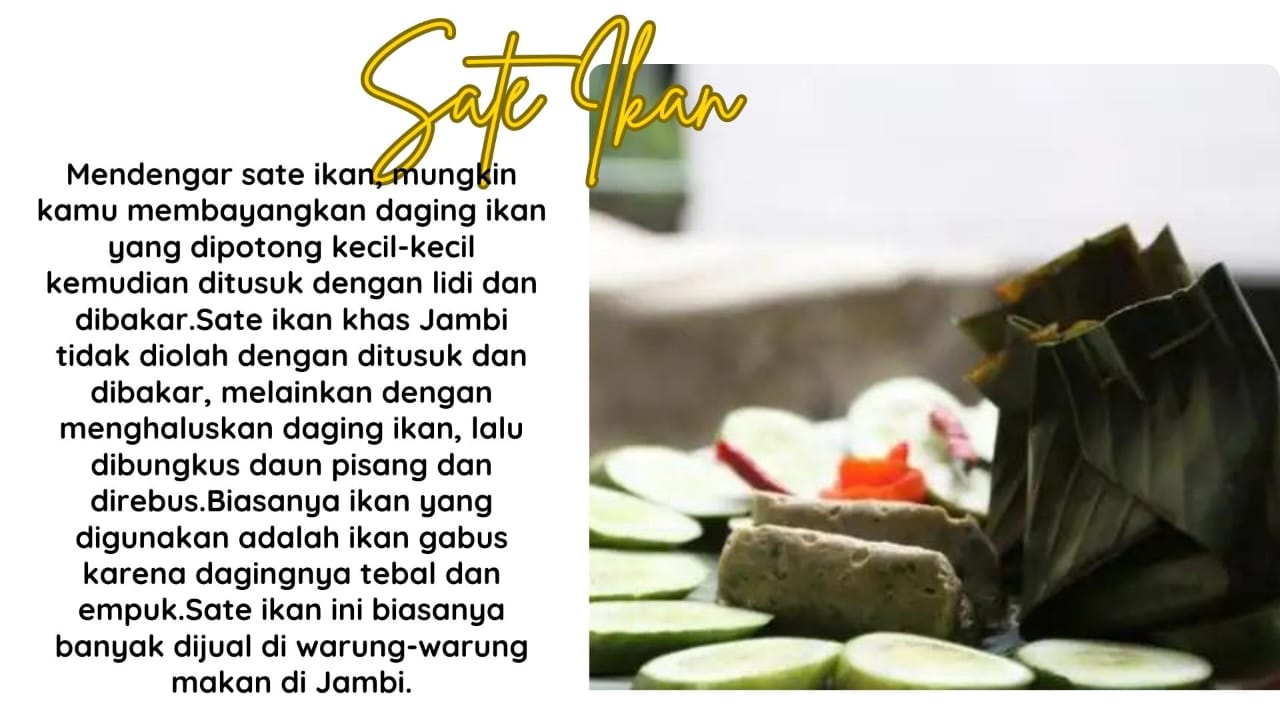 Sate Ikan
Mendengar sate ikan, mungkin
kamu membayangkan daging ikan
yang dipotong kecil-kecil
kemudian ditusuk dengan lidi dan
dibakar.Sate ikan khas Jambi
tidak diolah dengan ditusuk dan
dibakar, melainkan dengan
menghaluskan daging ikan, lalu
dibungkus daun pisang dan
direbus.Biasanya ikan yang
digunakan adalah ikan gabus
karena dagingnya tebal dan
empuk.Sate ikan ini biasanya
banyak dijual di warung-warung
makan di Jambi.